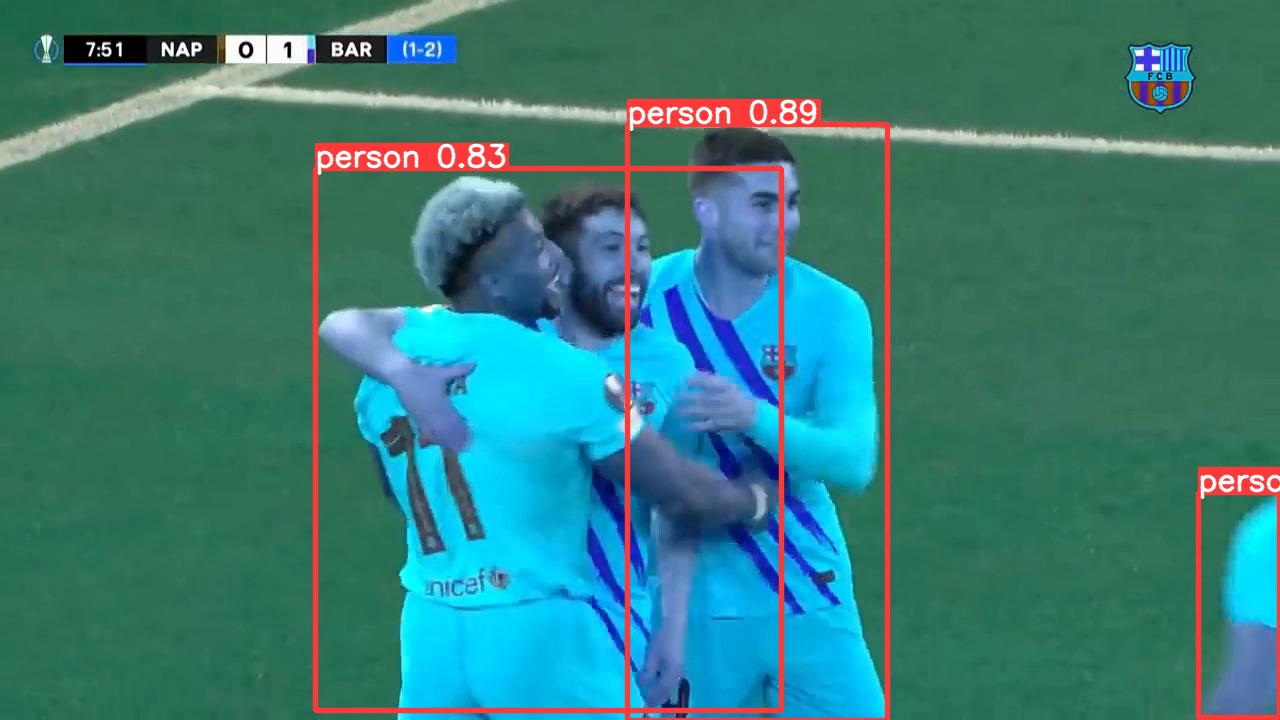 7:51 NAP 0 1 BAR (1-2)
FCB
person 0.89
person 0.83
11
unicef
perso